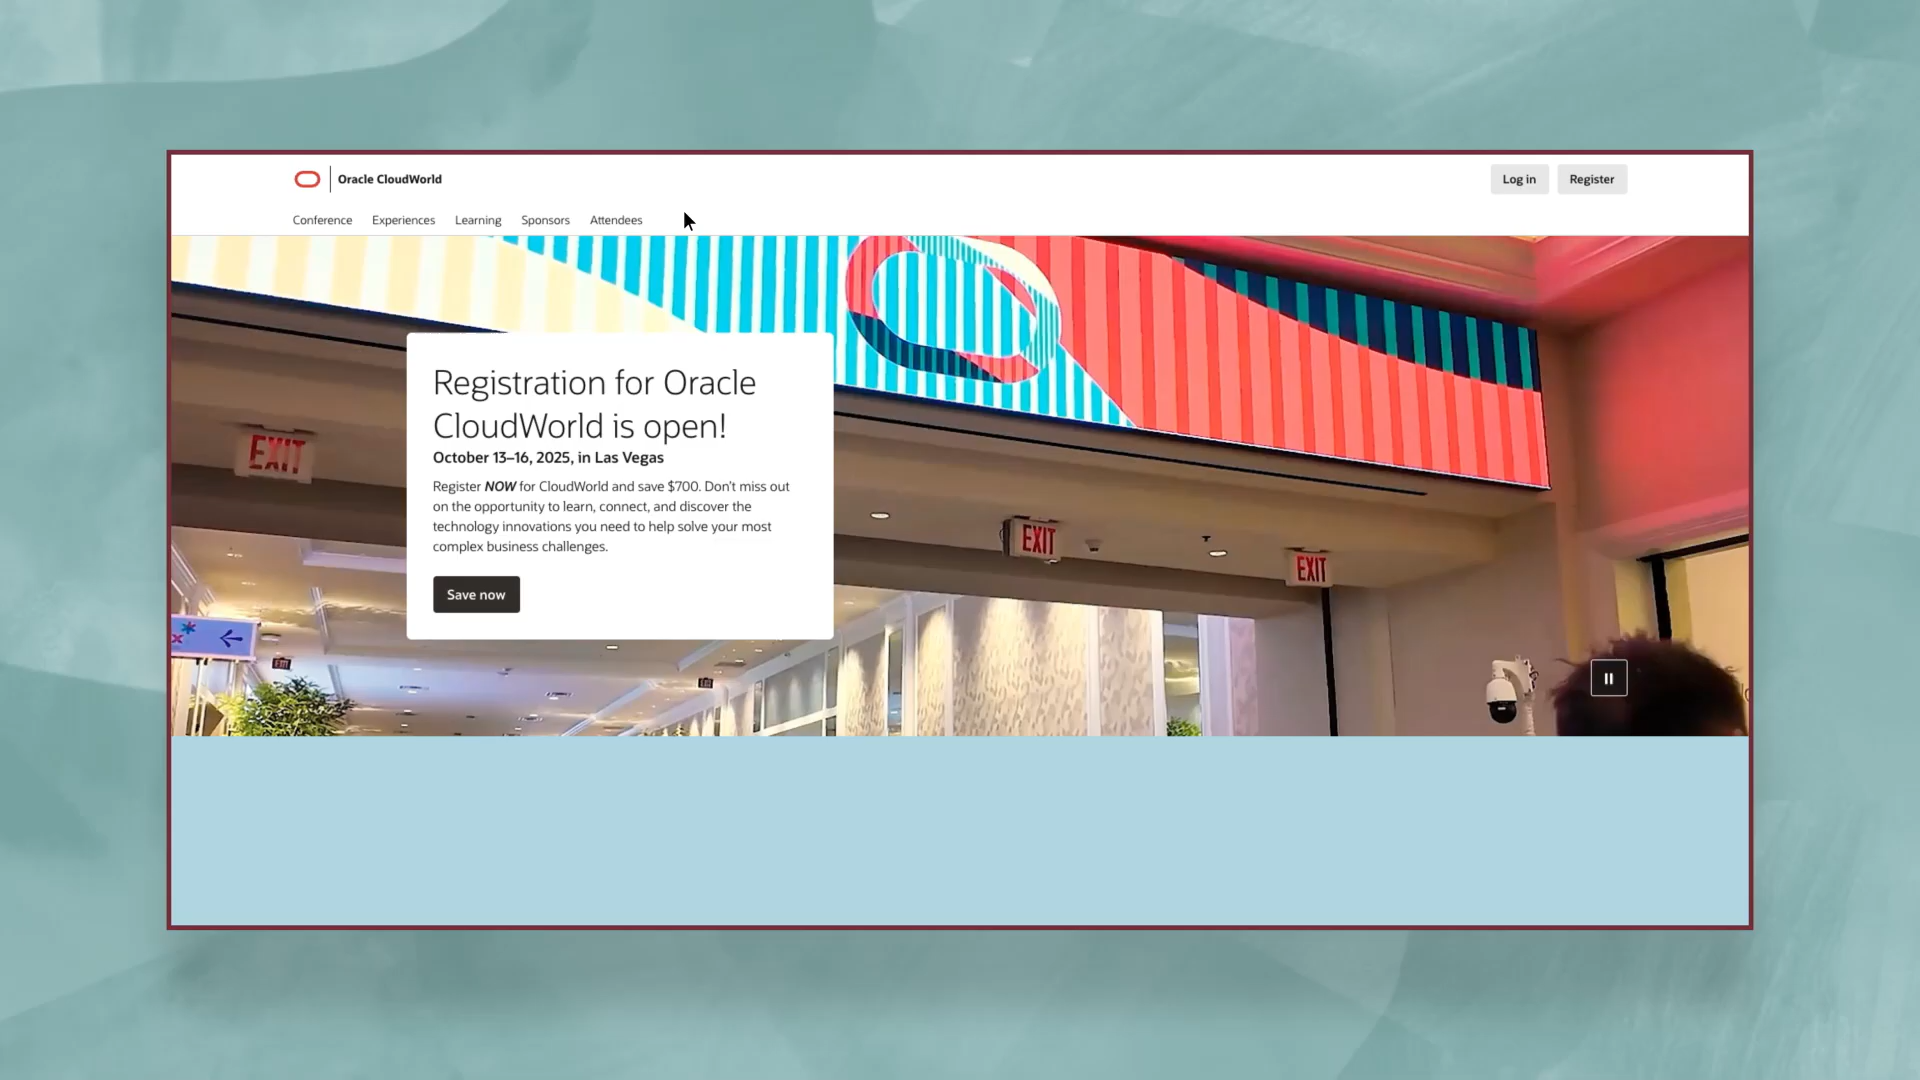 Oracle CloudWorld
Log in
Register
Conference
Experiences
Learning
Sponsors
Attendees
Registration for Oracle
CloudWorld is open!
October 13–16, 2025, in Las Vegas
Register NOW for CloudWorld and save $700. Don't miss out
on the opportunity to learn, connect, and discover the
technology innovations you need to help solve your most
complex business challenges.
Save now
EXIT
EXIT
EXIT
EXIT
EXIT